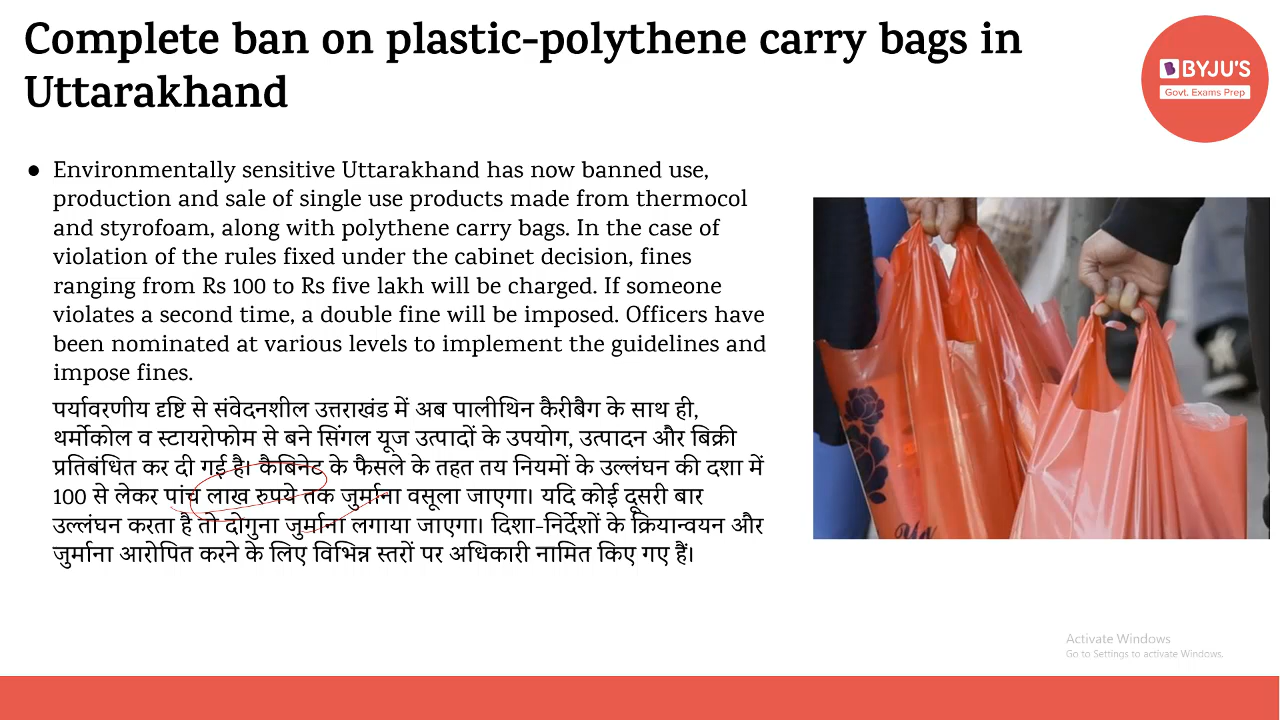 Complete ban on plastic-polythene carry bags in
Uttarakhand
BYJU'S
Govt. Exams Prep
● Environmentally sensitive Uttarakhand has now banned use,
production and sale of single use products made from thermocol
and styrofoam, along with polythene carry bags. In the case of
violation of the rules fixed under the cabinet decision, fines
ranging from Rs 100 to Rs five lakh will be charged. If someone
violates a second time, a double fine will be imposed. Officers have
been nominated at various levels to implement the guidelines and
impose fines.
पर्यावरणीय दृष्टि से संवेदनशील उत्तराखंड में अब पालीथिन कैरीबैग के साथ ही,
थर्मोकोल व स्टायरोफोम से बने सिंगल यूज उत्पादों के उपयोग, उत्पादन और बिक्री
प्रतिबंधित कर दी गई है। कैबिनेट के फैसले के तहत तय नियमों के उल्लंघन की दशा में
100 से लेकर पांच लाख रुपये तक जुर्माना वसूला जाएगा। यदि कोई दूसरी बार
उल्लंघन करता है तो दोगुना जुर्माना लगाया जाएगा। दिशा-निर्देशों के क्रियान्वयन और
जुर्माना आरोपित करने के लिए विभिन्न स्तरों पर अधिकारी नामित किए गए हैं।
Activate Windows
Go to Settings to activate Windows.